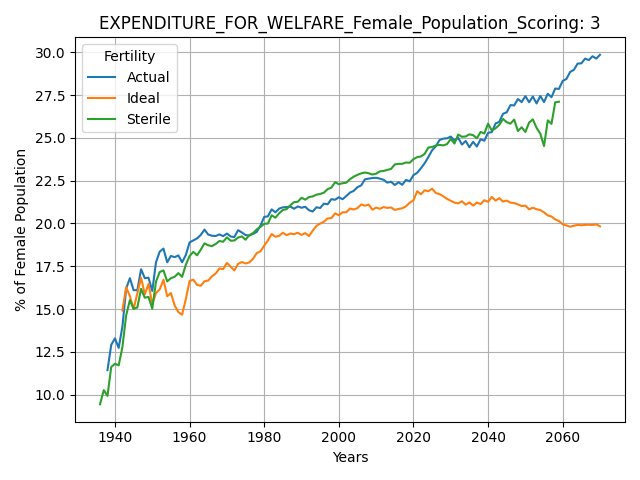 EXPENDITURE_FOR_WELFARE_Female_Population_Scoring: 3
Fertility
Actual
Ideal
Sterile
% of Female Population
30.0
27.5
25.0
22.5
20.0
17.5
15.0
12.5
10.0
1940 1960 1980 2000 2020 2040 2060
Years